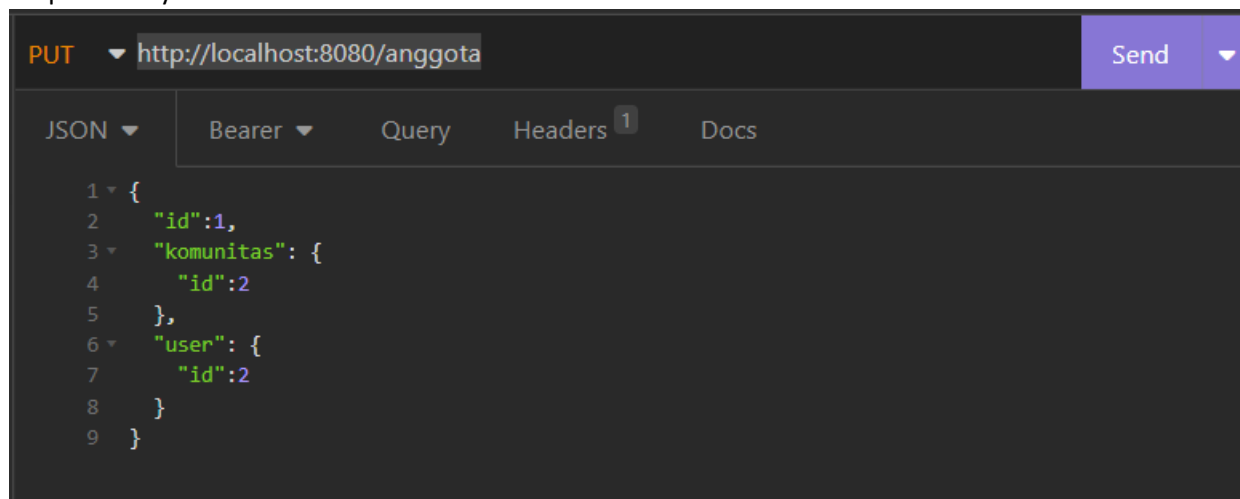 PUT http://localhost:8080/anggota Send
JSON Bearer Query Headers 1 Docs
1 {
2 "id":1,
3 "komunitas": {
4 "id":2
5 },
6 "user": {
7 "id":2
8 }
9 }